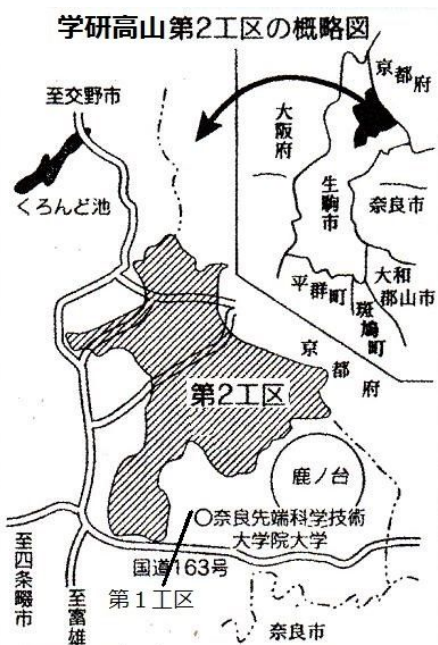 学研高山第2工区の概略図
至交野市
くろんど池
京都府
大阪府
生駒市
奈良市
平群町
斑鳩町
大和
郡山市
京都府
第2工区
鹿ノ台
奈良先端科学技術
大学院大学
国道163号
第1工区
至四条畷市
至富雄
奈良市